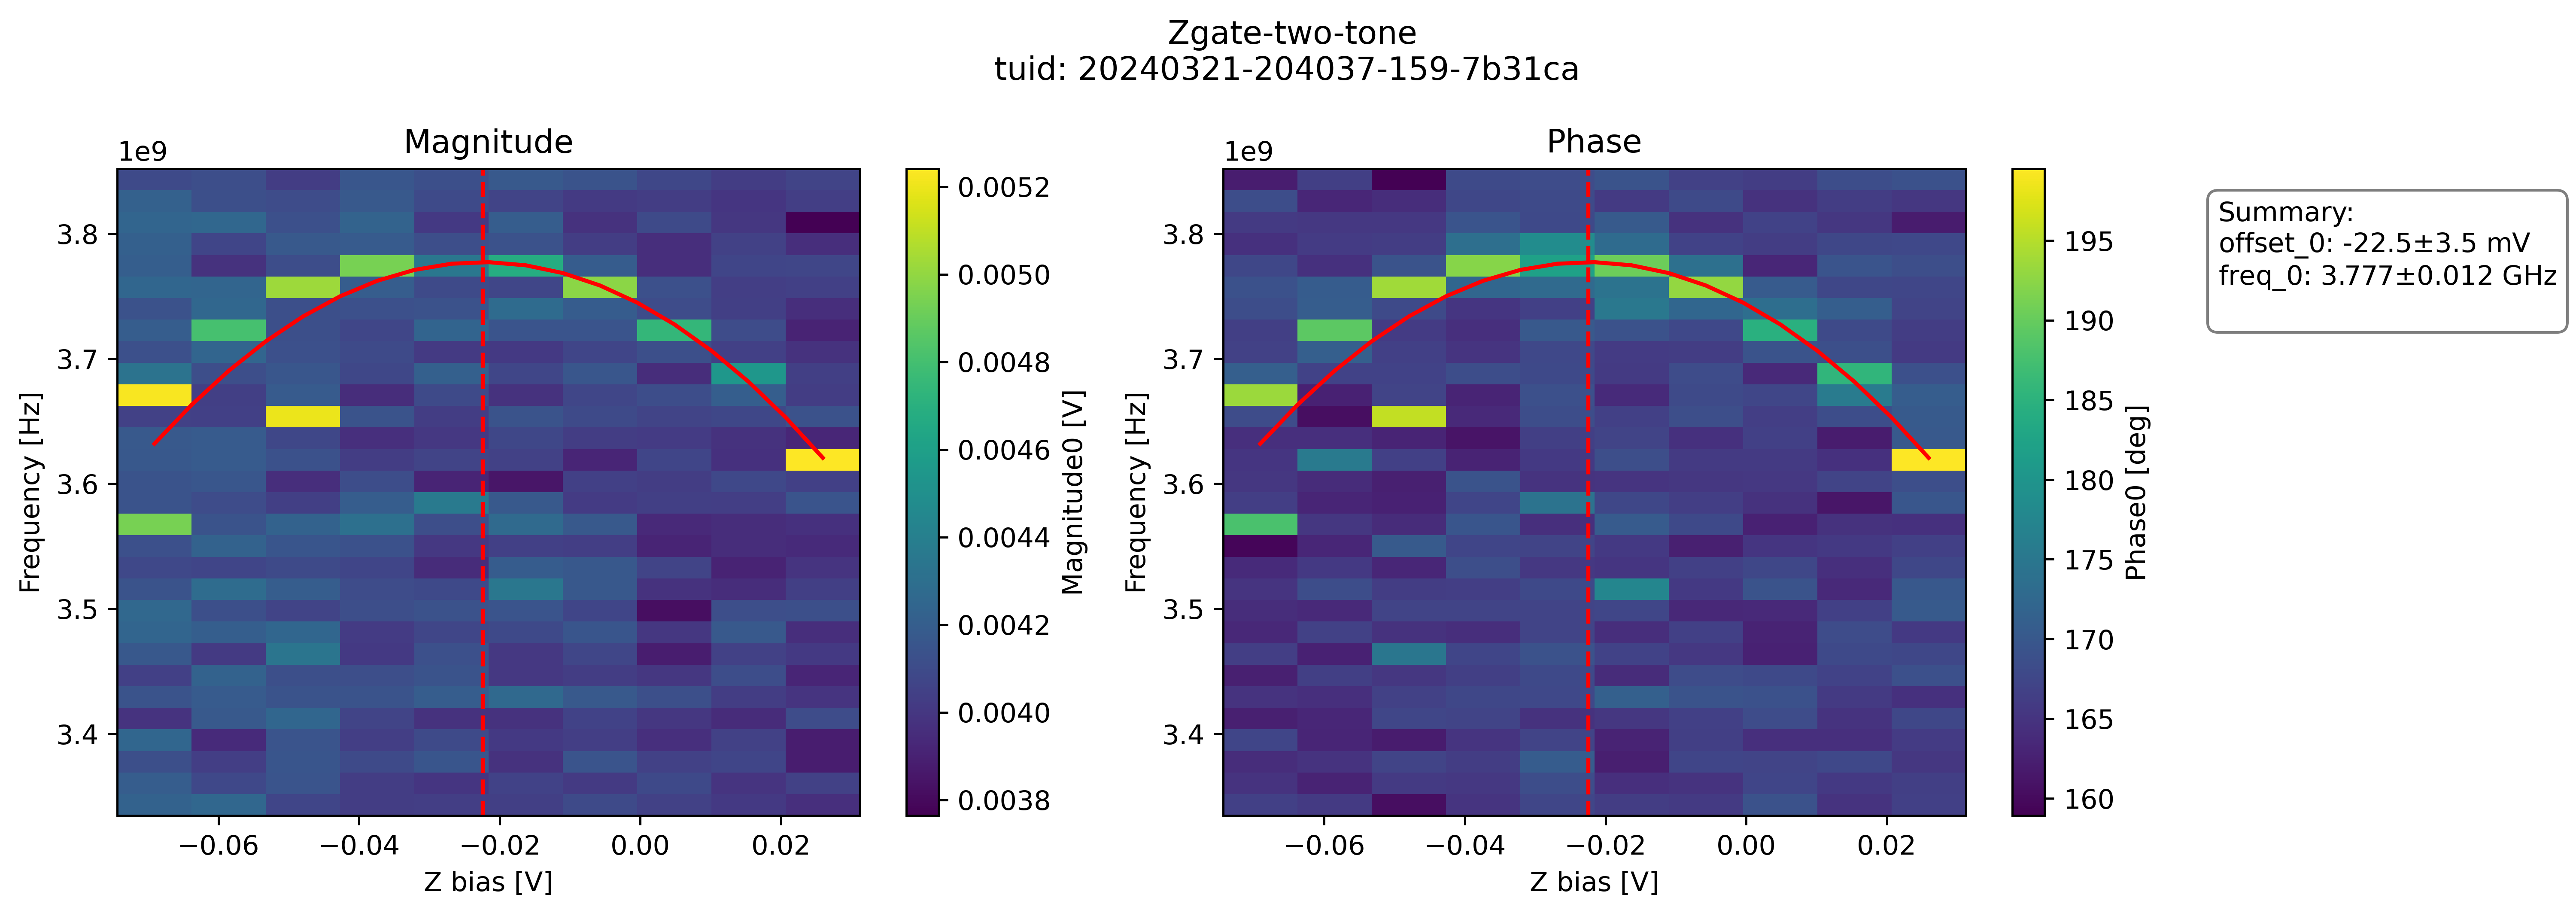 Zgate-two-tone
tuid: 20240321-204037-159-7b31ca
Magnitude
1e9
3.8
3.7
3.6
3.5
3.4
Frequency [Hz]
−0.06
−0.04
−0.02
0.00
0.02
Z bias [V]
0.0052
0.0050
0.0048
0.0046
0.0044
0.0042
0.0040
0.0038
Magnitude0 [V]
Phase
1e9
3.8
3.7
3.6
3.5
3.4
Frequency [Hz]
−0.06
−0.04
−0.02
0.00
0.02
Z bias [V]
195
190
185
180
175
170
165
160
Phase0 [deg]
Summary:
offset_0: -22.5±3.5 mV
freq_0: 3.777±0.012 GHz